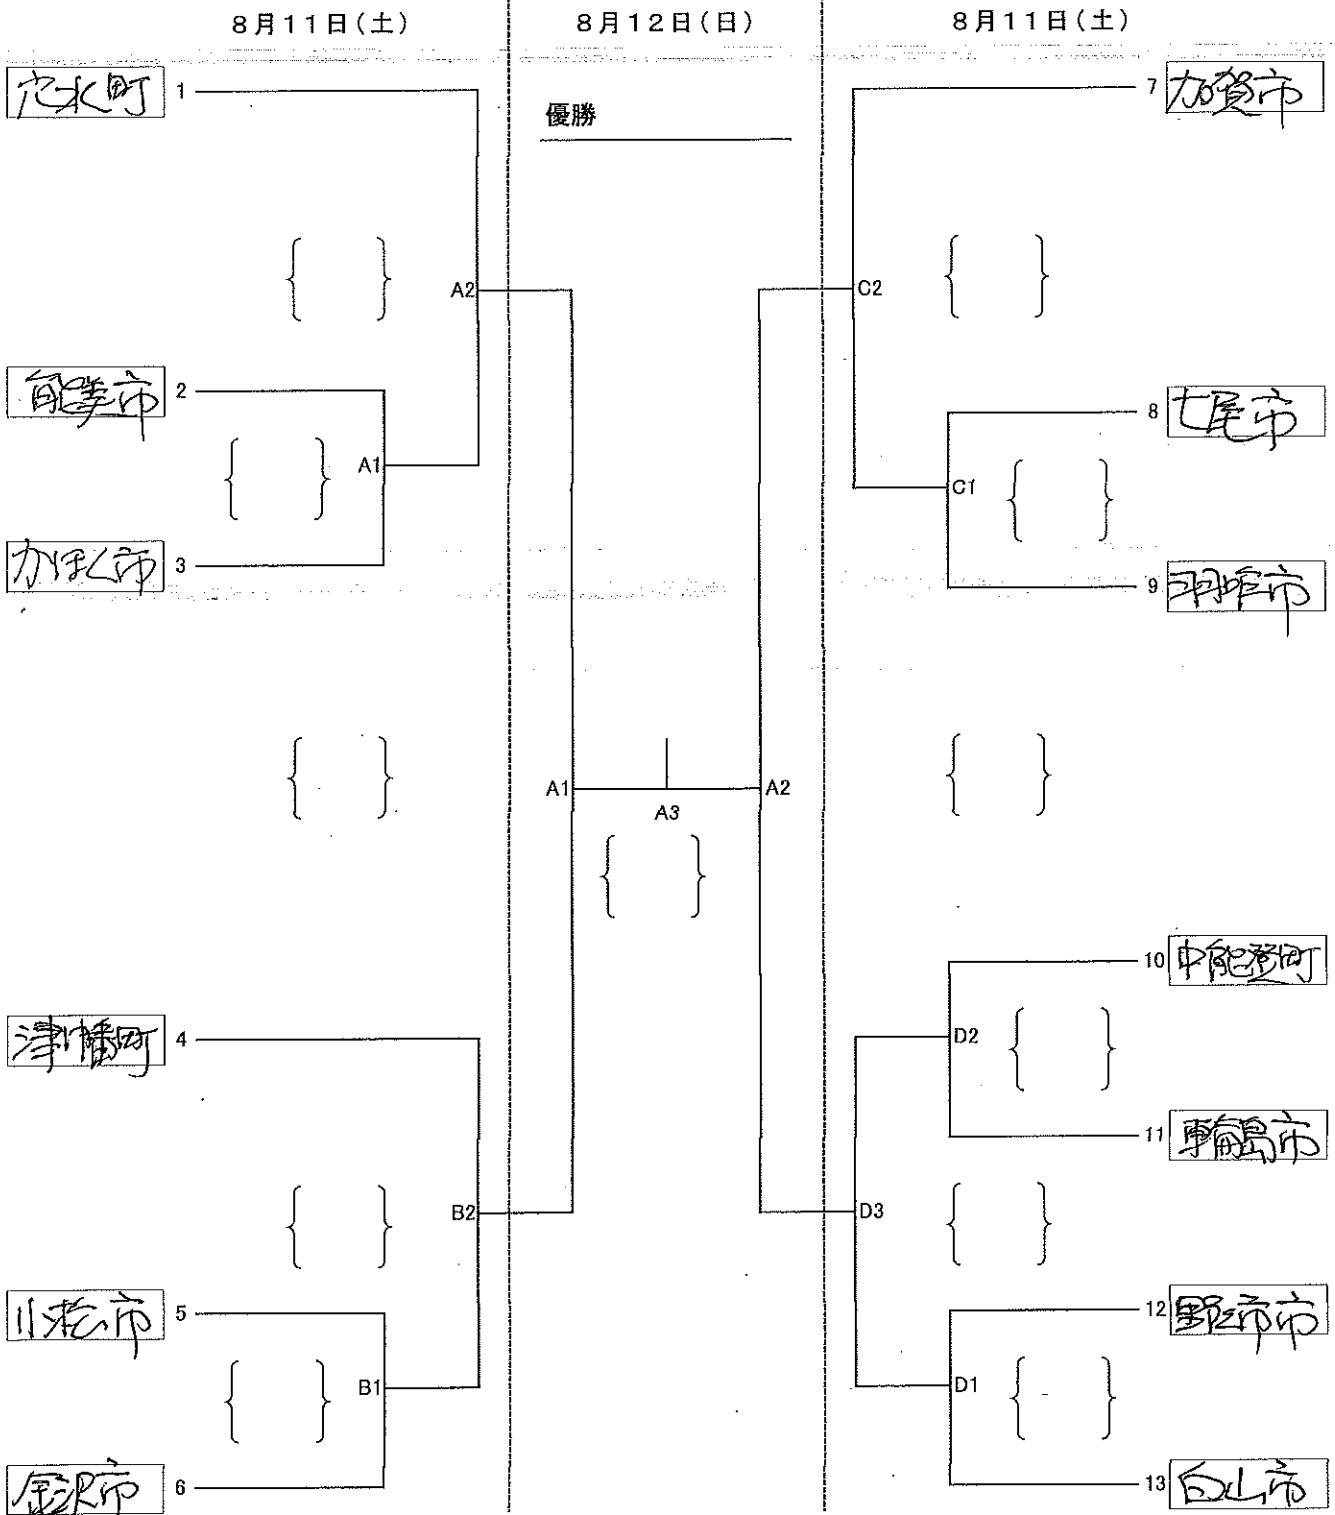 8月11日(土)
8月12日(日)
8月11日(土)
優勝
穴水町 1
A2
能美市 2
A1
かほく市 3
津幡町 4
B2
小松市 5
B1
金沢市 6
A1
A3
A2
7 加賀市
C2
8 七尾市
C1
9 羽咋市
10 中能登町
D2
11 輪島市
D3
12 野々市市
D1
13 白山市